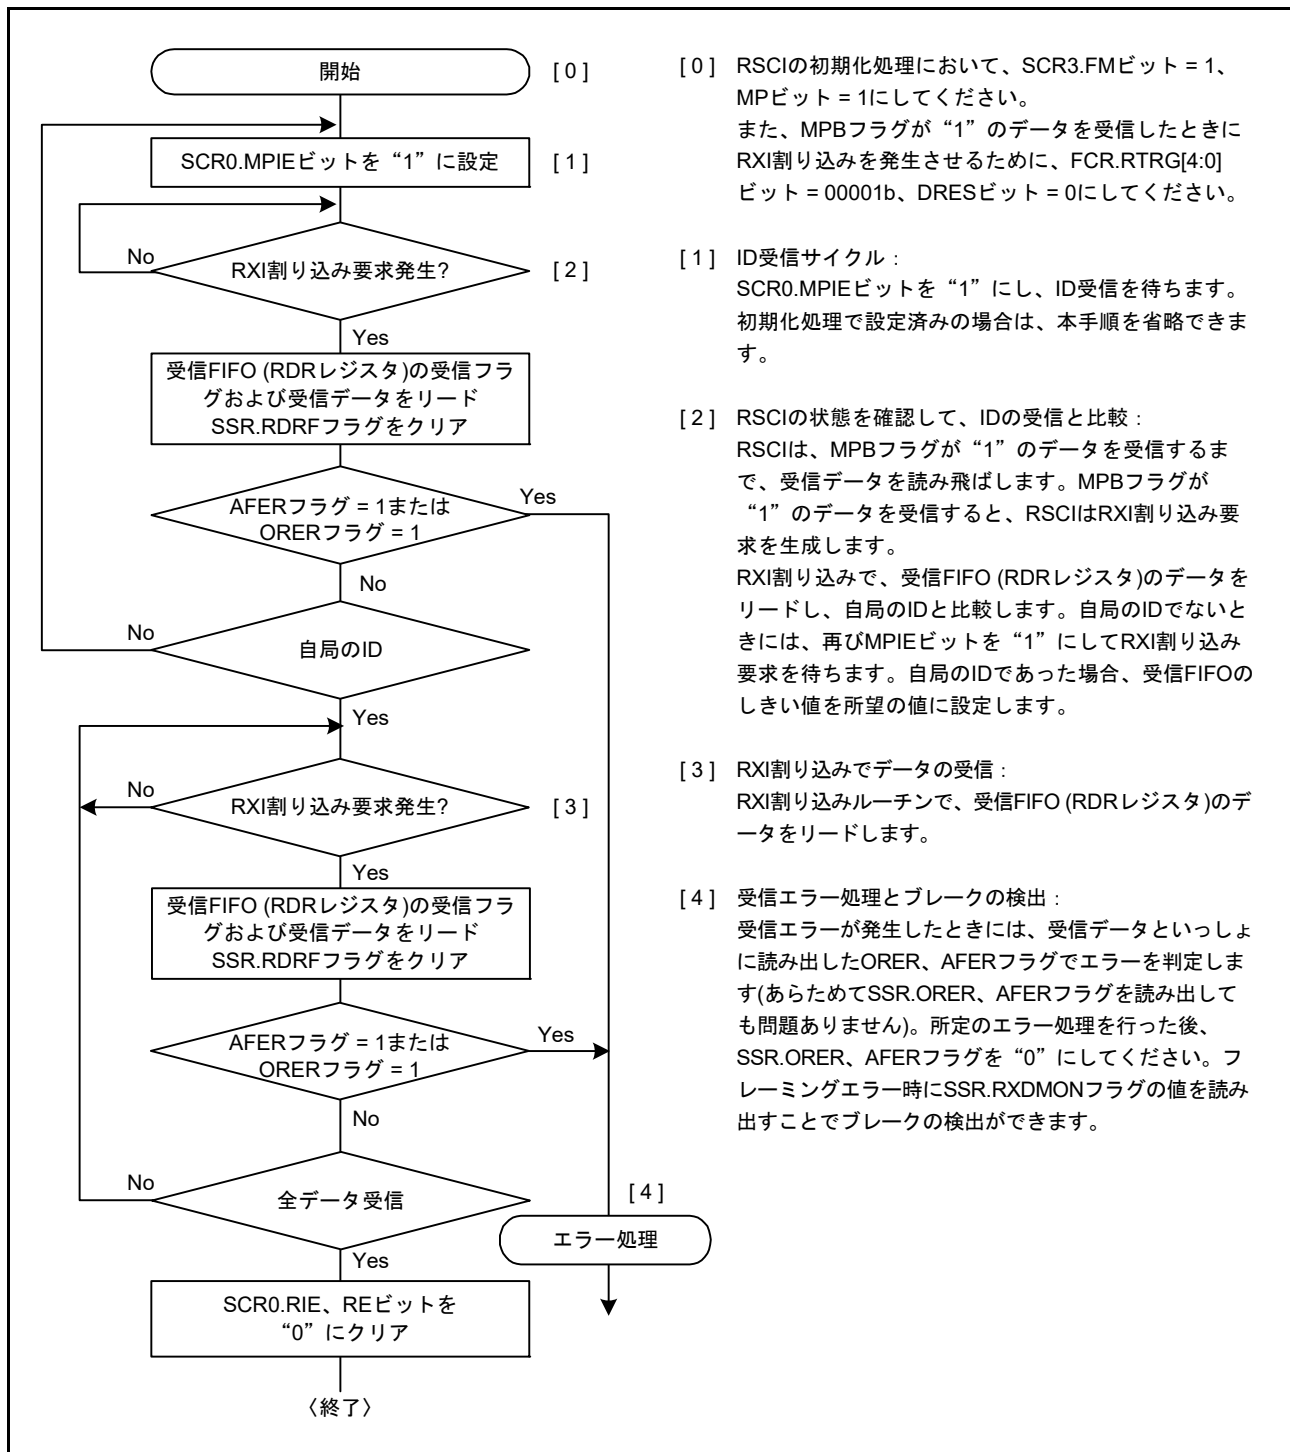 開始
[ 0 ]
SCR0.MPIEビットを“1”に設定
[ 1 ]
No
RXI割り込み要求発生?
[ 2 ]
Yes
受信FIFO (RDRレジスタ)の受信フラ
グおよび受信データをリード
SSR.RDRFフラグをクリア
AFERフラグ = 1または
ORERフラグ = 1
Yes
No
No
自局のID
Yes
No
RXI割り込み要求発生?
[ 3 ]
Yes
受信FIFO (RDRレジスタ)の受信フラ
グおよび受信データをリード
SSR.RDRFフラグをクリア
AFERフラグ = 1または
ORERフラグ = 1
Yes
No
No
全データ受信
[ 4 ]
エラー処理
Yes
SCR0.RIE、REビットを
“0”にクリア
〈終了〉
[ 0 ] RSCIの初期化処理において、SCR3.FMビット = 1、
MPビット = 1にしてください。
また、MPBフラグが“1”のデータを受信したときに
RXI割り込みを発生させるために、FCR.RTRG[4:0]
ビット = 00001b、DRESビット = 0にしてください。
[ 1 ] ID受信サイクル：
SCR0.MPIEビットを“1”にし、ID受信を待ちます。
初期化処理で設定済みの場合は、本手順を省略できま
す。
[ 2 ] RSCIの状態を確認して、IDの受信と比較：
RSCIは、MPBフラグが“1”のデータを受信するま
で、受信データを読み飛ばします。MPBフラグが
“1”のデータを受信すると、RSCIはRXI割り込み要
求を生成します。
RXI割り込みで、受信FIFO (RDRレジスタ)のデータを
リードし、自局のIDと比較します。自局のIDでないと
きには、再びMPIEビットを“1”にしてRXI割り込み
要求を待ちます。自局のIDであった場合、受信FIFOの
しきい値を所望の値に設定します。
[ 3 ] RXI割り込みでデータの受信：
RXI割り込みルーチンで、受信FIFO (RDRレジスタ)のデ
ータをリードします。
[ 4 ] 受信エラー処理とブレークの検出：
受信エラーが発生したときには、受信データといっしょ
に読み出したORER、AFERフラグでエラーを判定しま
す(あらためてSSR.ORER、AFERフラグを読み出して
も問題ありません)。所定のエラー処理を行った後、
SSR.ORER、AFERフラグを“0”にしてください。フ
レーミングエラー時にSSR.RXDMONフラグの値を読み
出すことでブレークの検出ができます。